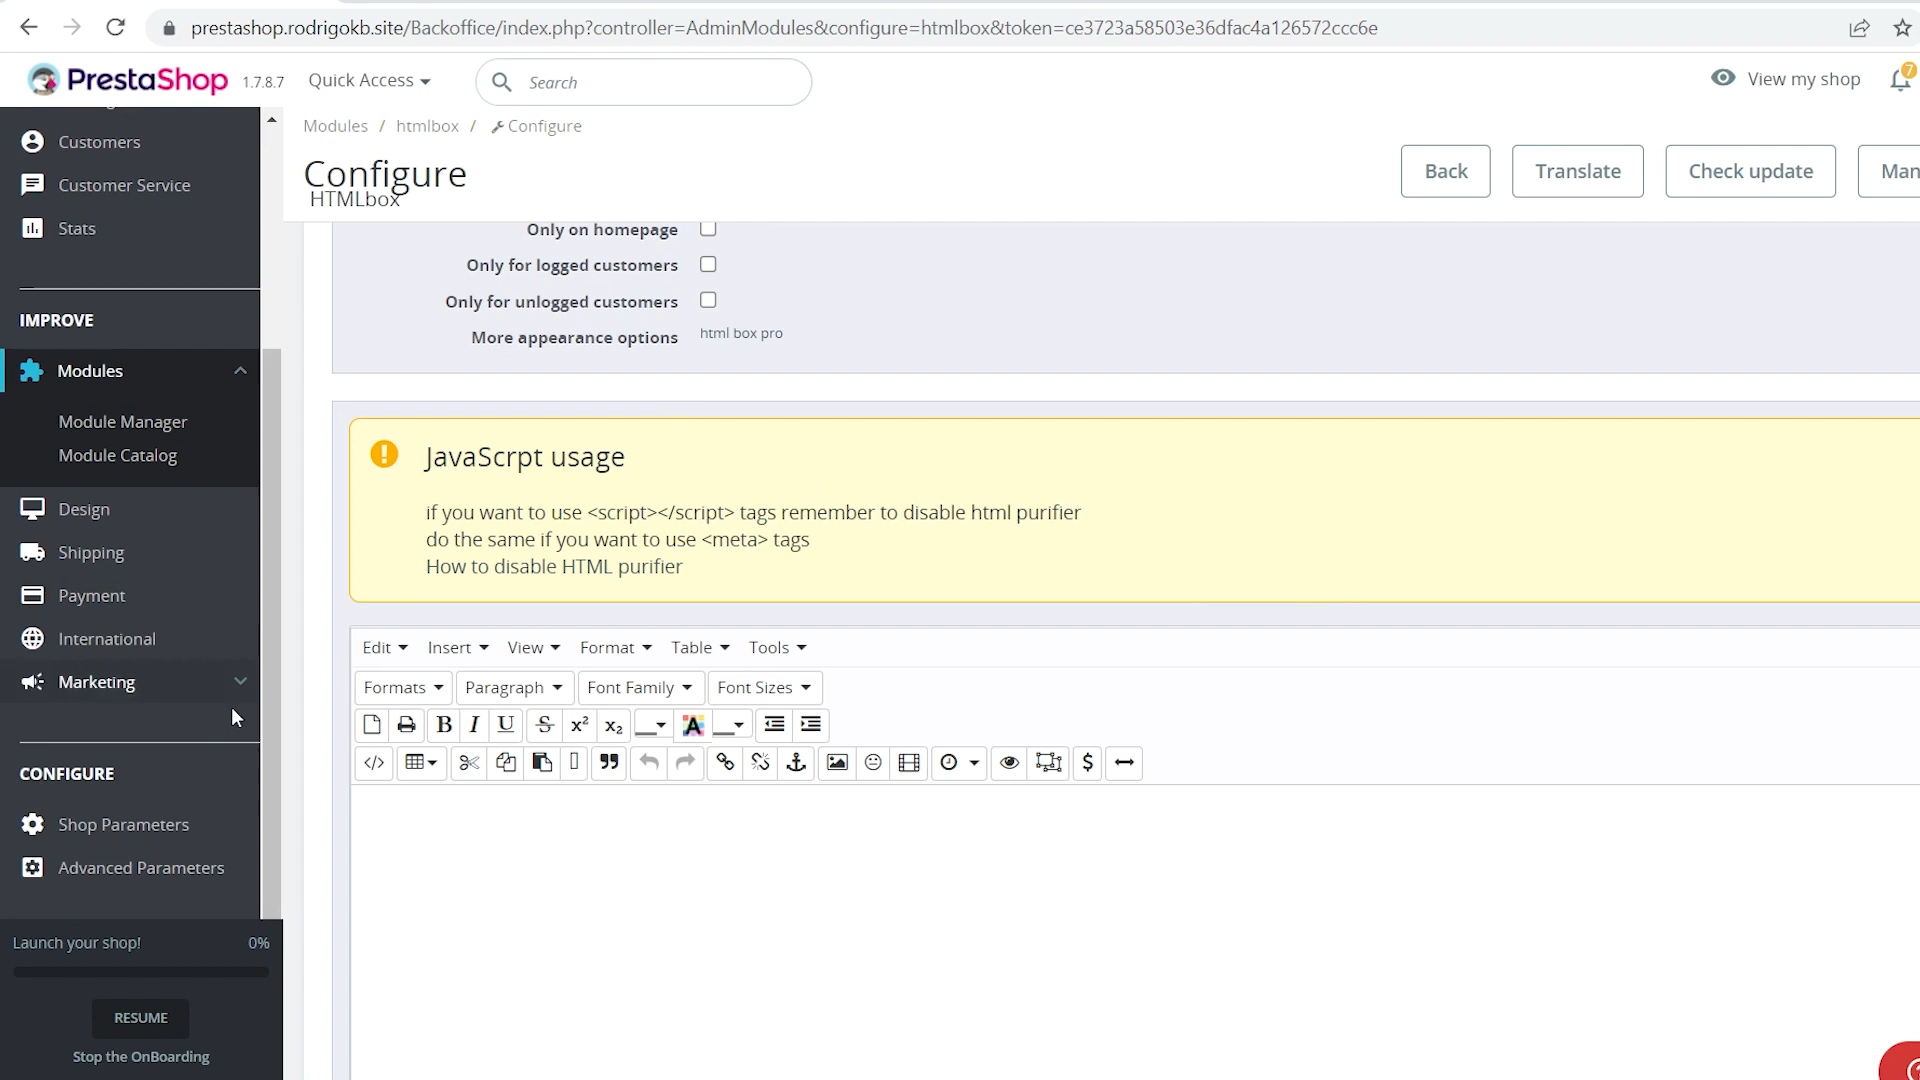 prestashop.rodrigokb.site/Backoffice/index.php?controller=AdminModules&configure=htmlbox&token=ce3723a58503e36dfac4a126572ccc6e
PrestaShop 1.7.8.7 Quick Access Search View my shop 7
Customers
Customer Service
Stats
IMPROVE
Modules
Module Manager
Module Catalog
Design
Shipping
Payment
International
Marketing
CONFIGURE
Shop Parameters
Advanced Parameters
Launch your shop! 0%
RESUME
Stop the OnBoarding
Modules / htmlbox / Configure
Configure
HTMLbox
Back Translate Check update Man
Only on homepage
Only for logged customers
Only for unlogged customers
More appearance options html box pro
JavaScrpt usage
if you want to use <script></script> tags remember to disable html purifier
do the same if you want to use <meta> tags
How to disable HTML purifier
Edit Insert View Format Table Tools
Formats Paragraph Font Family Font Sizes
B I U S x² x₂ A
</> $